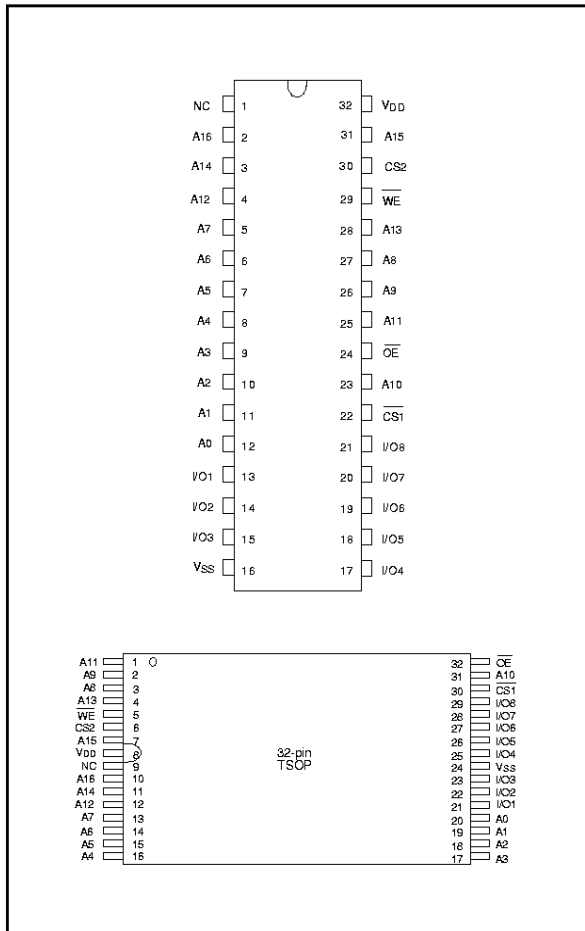 NC 1 32 VDD
A16 2 31 A15
A14 3 30 CS2
A12 4 29 W̅E̅
A7 5 28 A13
A6 6 27 A8
A5 7 26 A9
A4 8 25 A11
A3 9 24 O̅E̅
A2 10 23 A10
A1 11 22 C̅S̅1̅
A0 12 21 I/O8
I/O1 13 20 I/O7
I/O2 14 19 I/O6
I/O3 15 18 I/O5
VSS 16 17 I/O4
A11 1 32 O̅E̅
A9 2 31 A10
A8 3 30 C̅S̅1̅
A13 4 29 I/O8
W̅E̅ 5 28 I/O7
CS2 6 27 I/O6
A15 7 26 I/O5
VDD 8 25 I/O4
NC 9 24 VSS
A16 10 23 I/O3
A14 11 22 I/O2
A12 12 21 I/O1
A7 13 20 A0
A6 14 19 A1
A5 15 18 A2
A4 16 17 A3
32-pin
TSOP